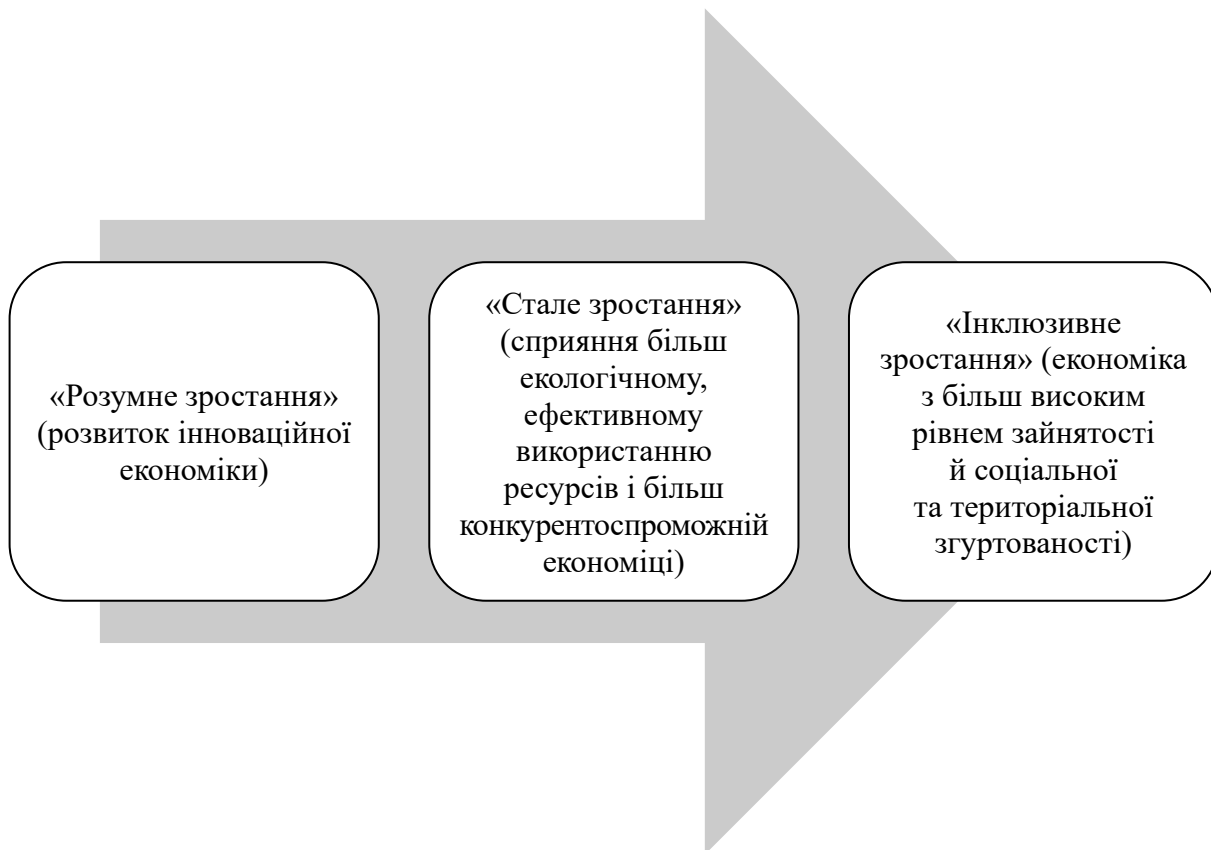 «Розумне зростання»
(розвиток інноваційної
економіки)
«Стале зростання»
(сприяння більш
екологічному,
ефективному
використанню
ресурсів і більш
конкурентоспроможній
економіці)
«Інклюзивне
зростання» (економіка
з більш високим
рівнем зайнятості
й соціальної
та територіальної
згуртованості)